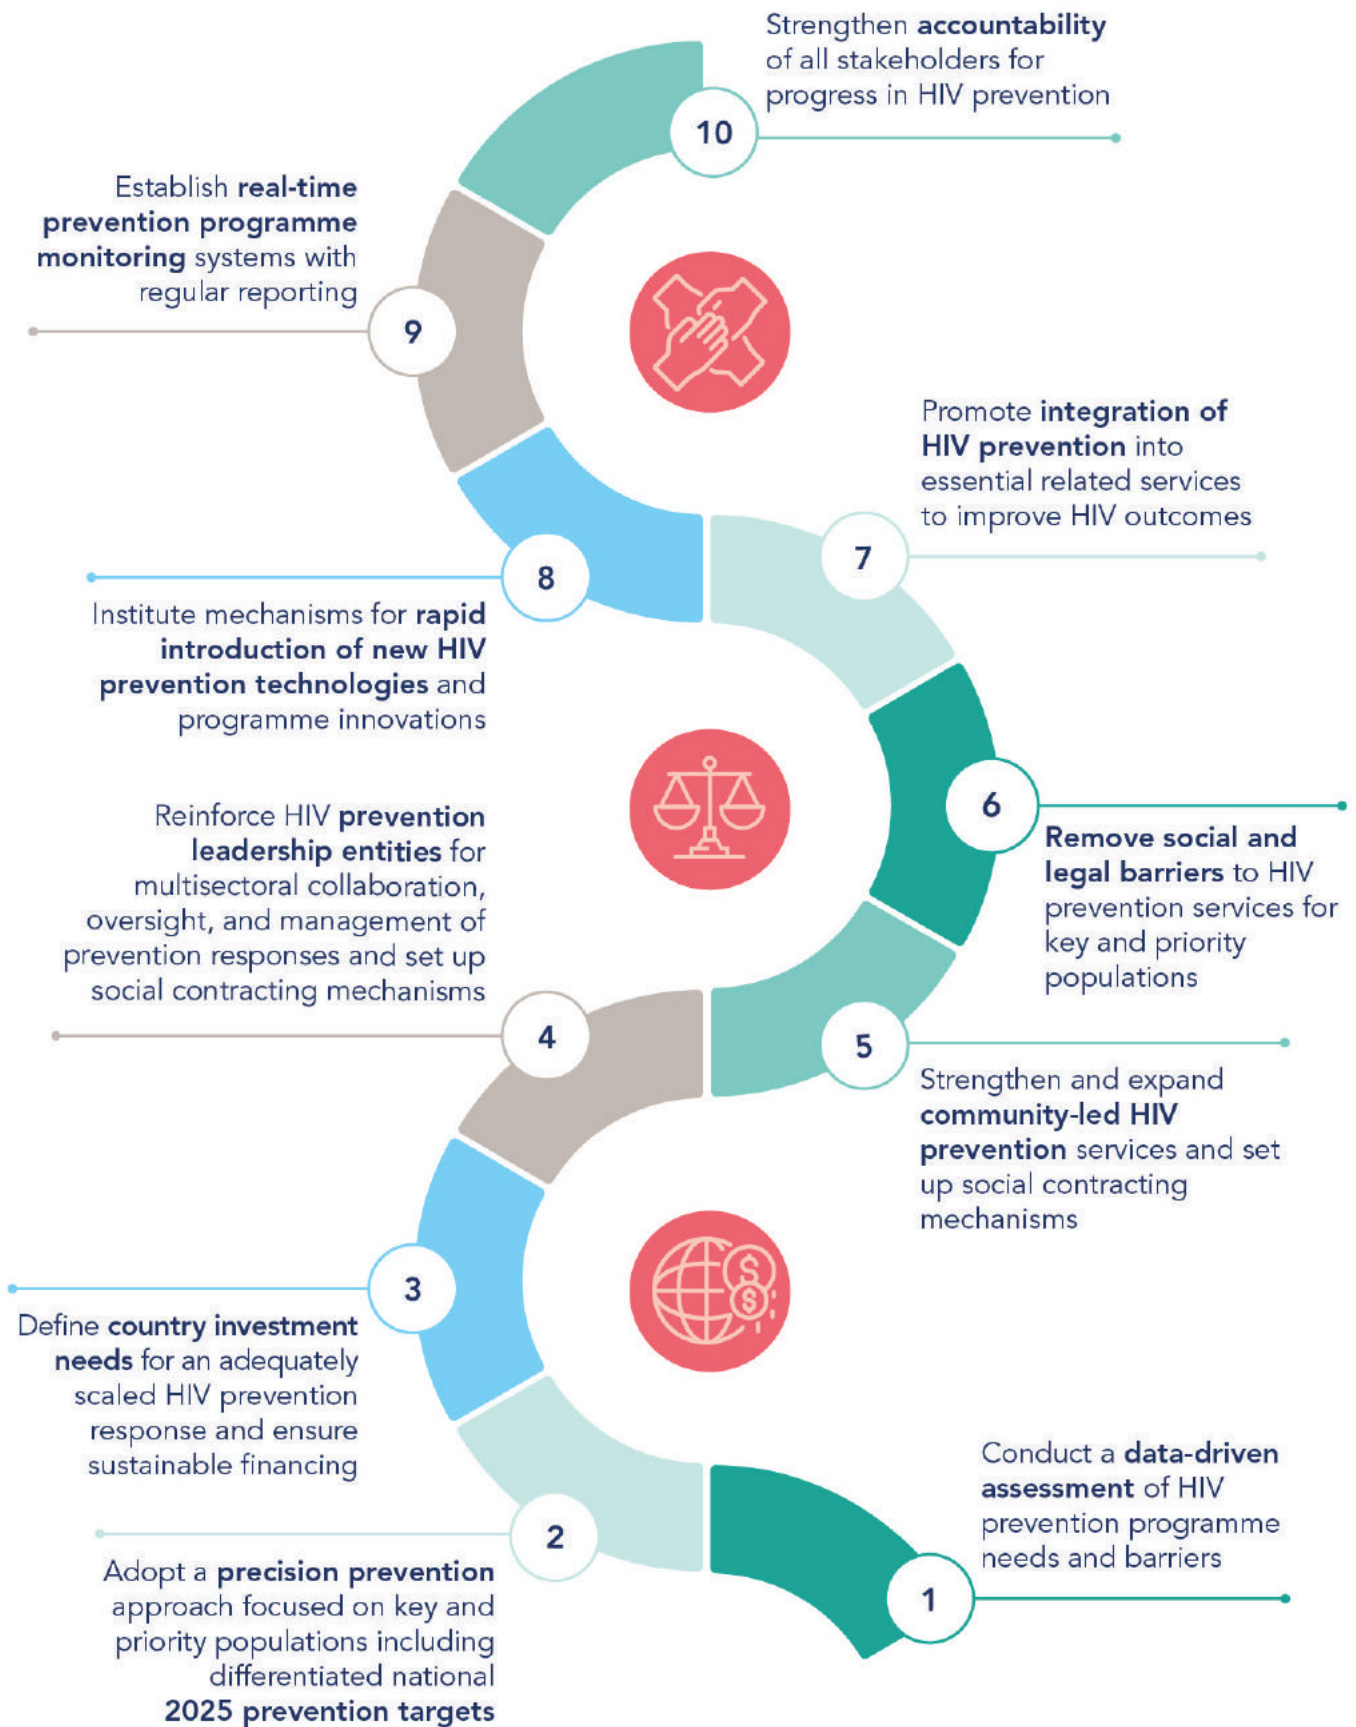 Strengthen accountability
of all stakeholders for
progress in HIV prevention
10
Establish real-time
prevention programme
monitoring systems with
regular reporting
9
Promote integration of
HIV prevention into
essential related services
to improve HIV outcomes
7
8
Institute mechanisms for rapid
introduction of new HIV
prevention technologies and
programme innovations
6
Remove social and
legal barriers to HIV
prevention services for
key and priority
populations
Reinforce HIV prevention
leadership entities for
multisectoral collaboration,
oversight, and management of
prevention responses and set up
social contracting mechanisms
4
5
Strengthen and expand
community-led HIV
prevention services and set
up social contracting
mechanisms
$
$
3
Define country investment
needs for an adequately
scaled HIV prevention
response and ensure
sustainable financing
Conduct a data-driven
assessment of HIV
prevention programme
needs and barriers
1
2
Adopt a precision prevention
approach focused on key and
priority populations including
differentiated national
2025 prevention targets